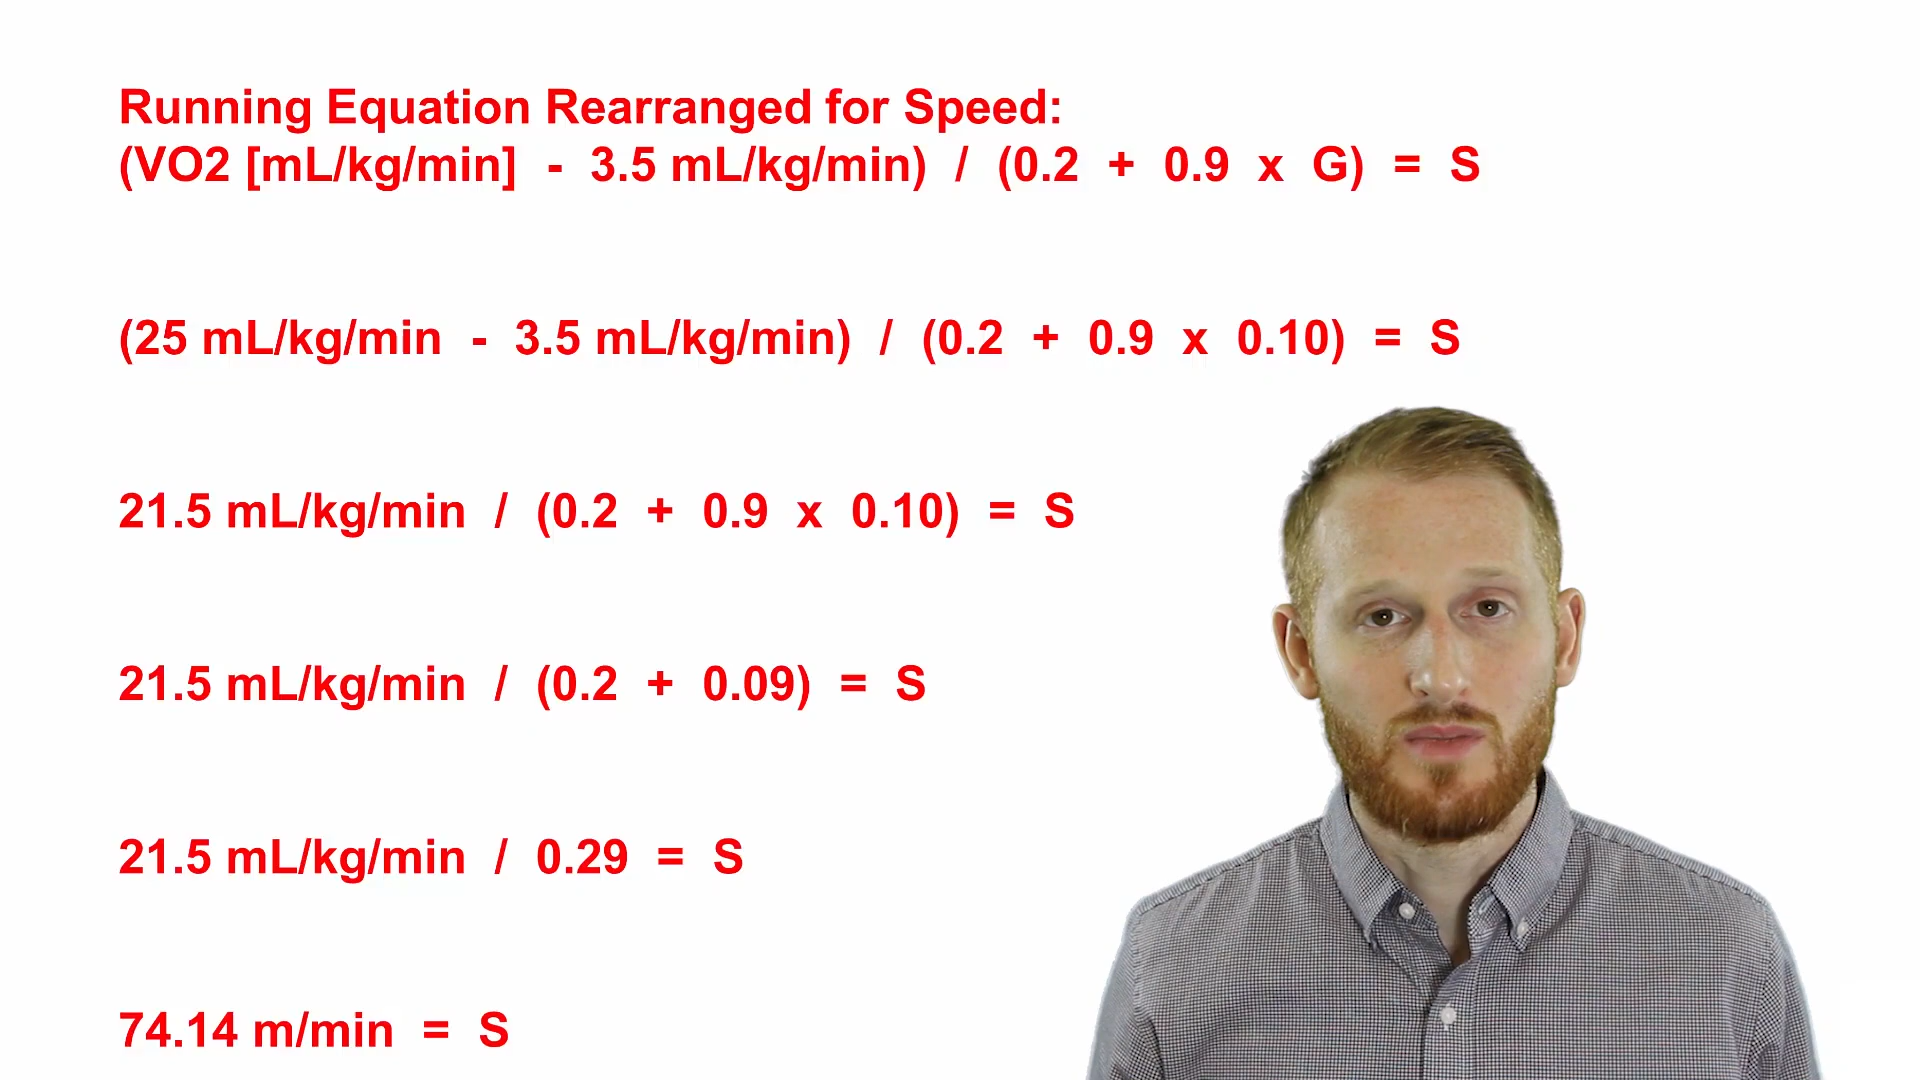 Running Equation Rearranged for Speed:
(VO2 [mL/kg/min] - 3.5 mL/kg/min) / (0.2 + 0.9 x G) = S
(25 mL/kg/min - 3.5 mL/kg/min) / (0.2 + 0.9 x 0.10) = S
21.5 mL/kg/min / (0.2 + 0.9 x 0.10) = S
21.5 mL/kg/min / (0.2 + 0.09) = S
21.5 mL/kg/min / 0.29 = S
74.14 m/min = S